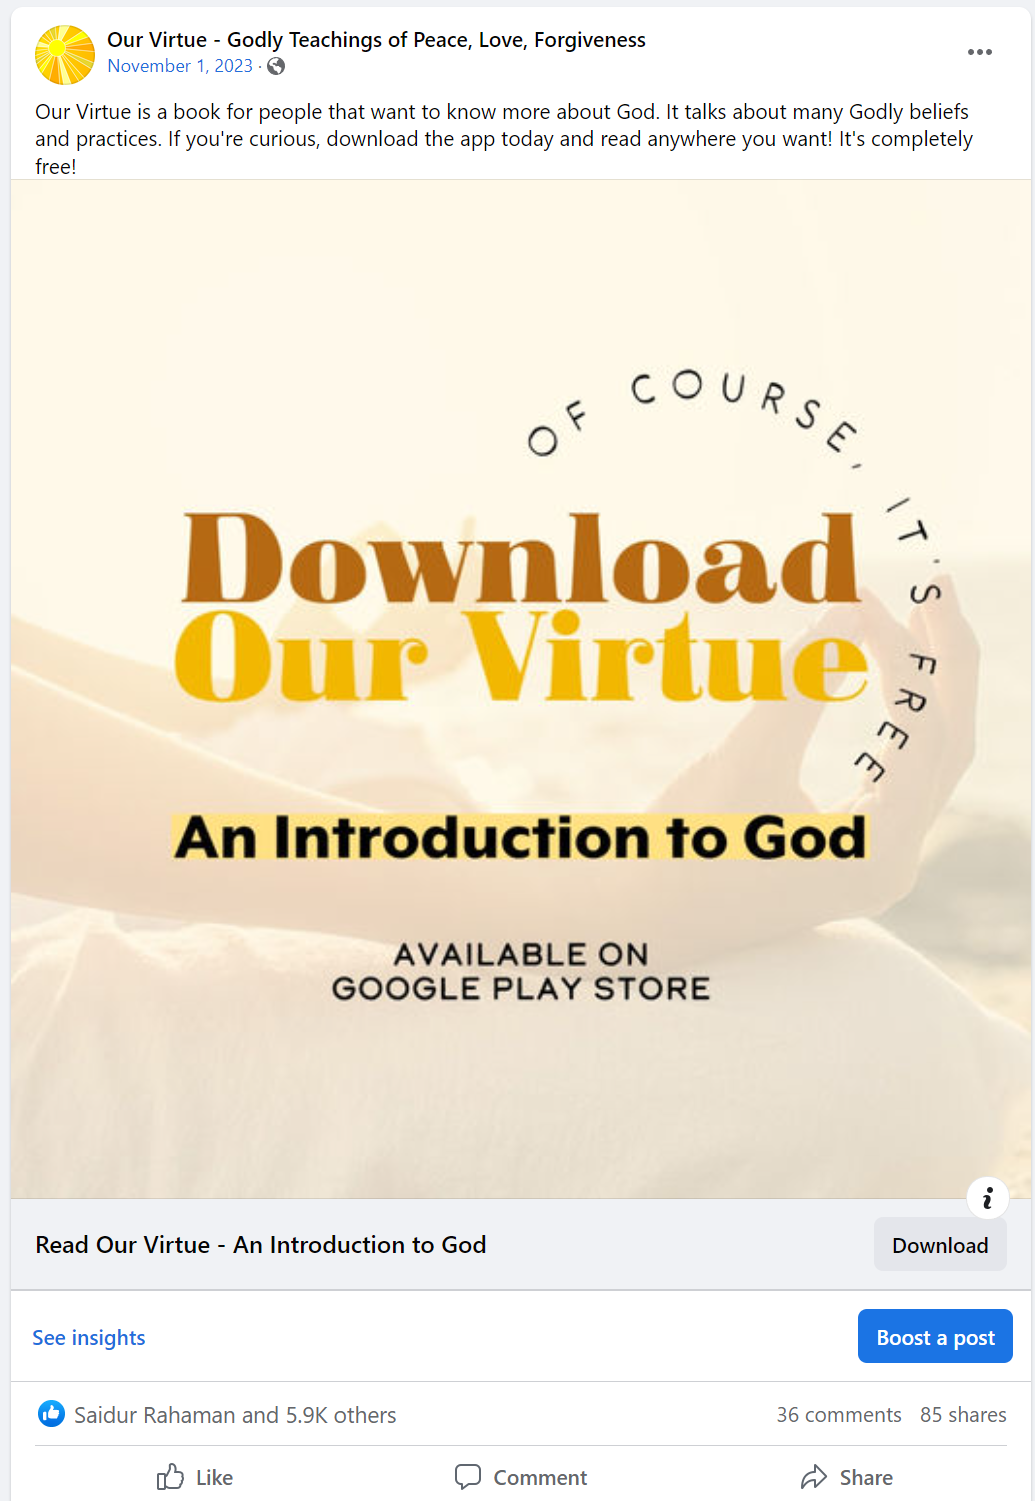 Our Virtue - Godly Teachings of Peace, Love, Forgiveness
November 1, 2023 ·
Our Virtue is a book for people that want to know more about God. It talks about many Godly beliefs
and practices. If you're curious, download the app today and read anywhere you want! It's completely
free!
OF COURSE, IT'S FREE
Download
Our Virtue
An Introduction to God
AVAILABLE ON
GOOGLE PLAY STORE
i
Read Our Virtue - An Introduction to God
Download
See insights
Boost a post
Saidur Rahaman and 5.9K others
36 comments 85 shares
Like
Comment
Share